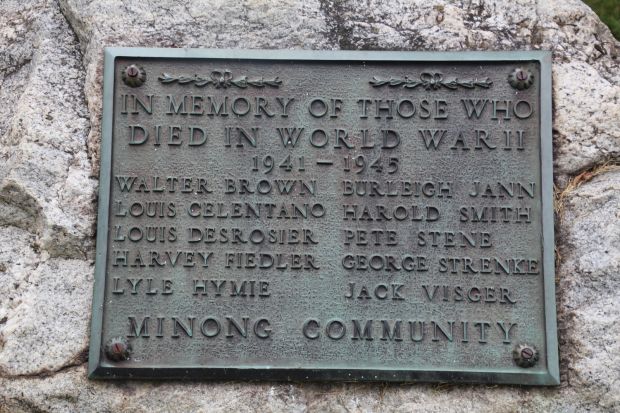 IN MEMORY OF THOSE WHO
DIED IN WORLD WAR II
1941 – 1945
WALTER BROWN BURLEIGH JANN
LOUIS CELENTANO HAROLD SMITH
LOUIS DESROSIER PETE STENE
HARVEY FIEDLER GEORGE STRENKE
LYLE HYMIE JACK VISGER
MINONG COMMUNITY